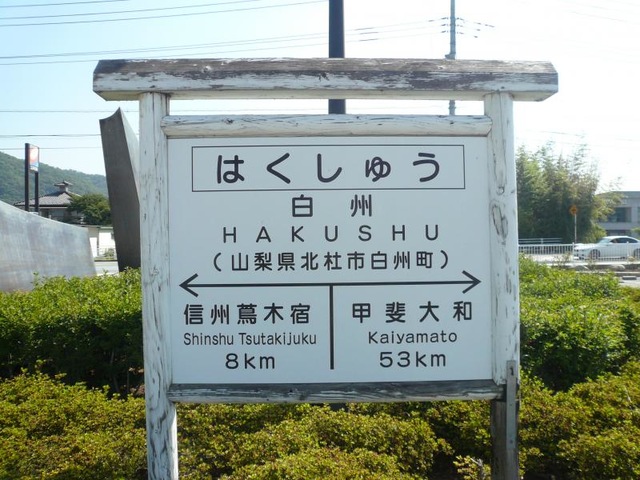 はくしゅう
白州
HAKUSHU
(山梨県北杜市白州町)
信州蔦木宿 甲斐大和
Shinshu Tsutakijuku Kaiyamato
8km 53km